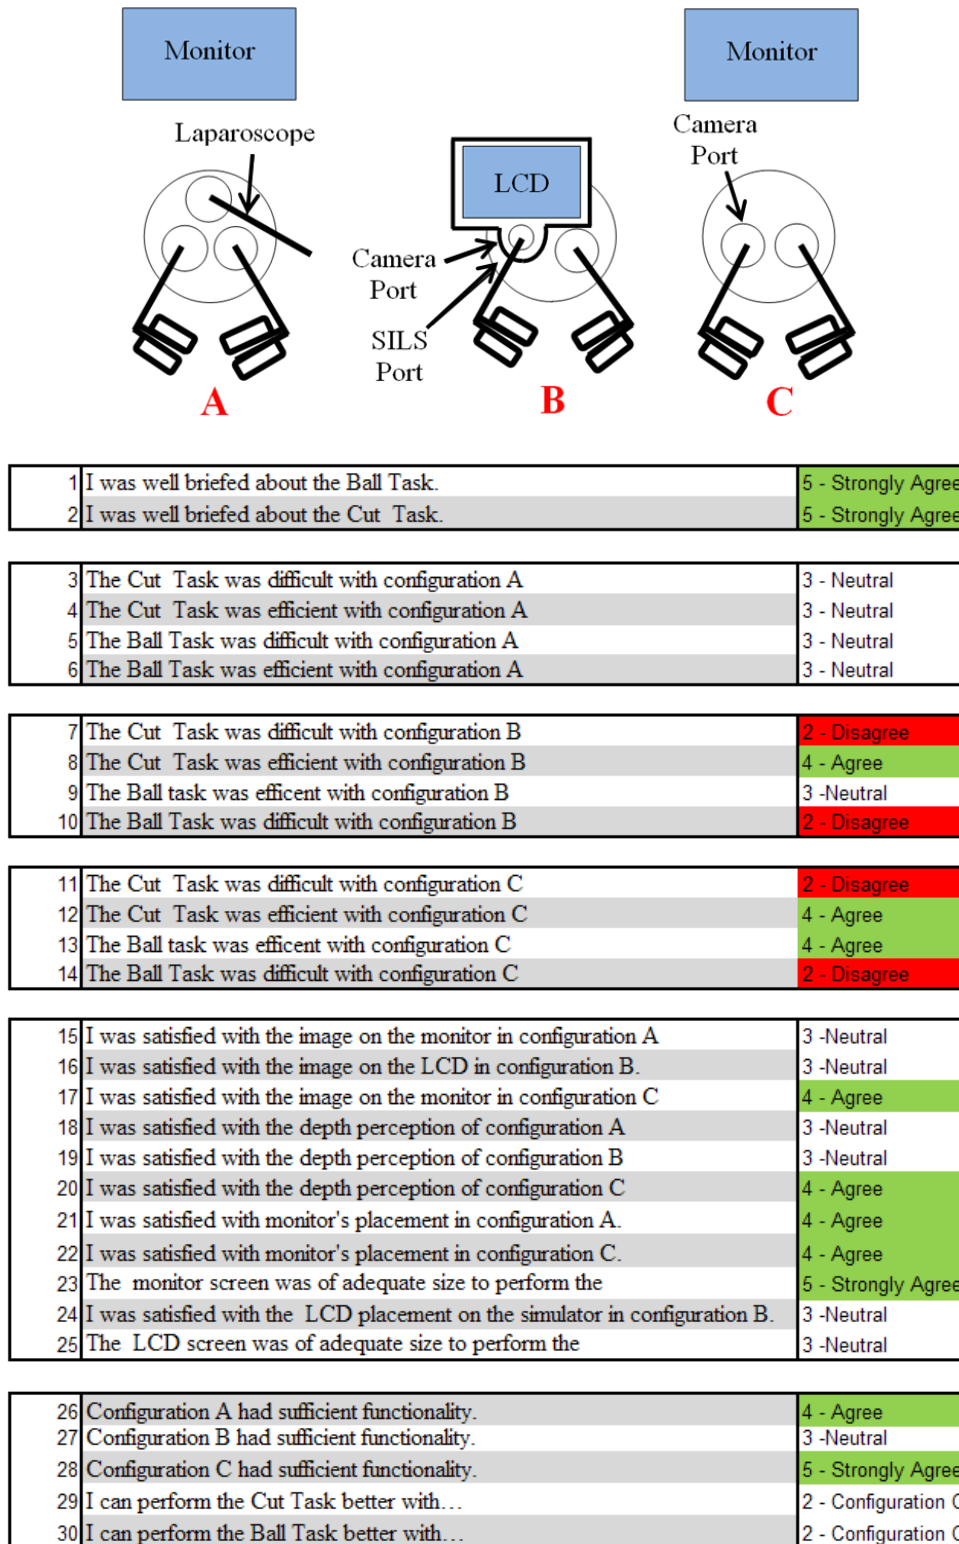 Monitor
Monitor
Laparoscope
Camera
Port
LCD
Camera
Port
SILS
Port
A
B
C
1 I was well briefed about the Ball Task. 5 - Strongly Agree
2 I was well briefed about the Cut Task. 5 - Strongly Agree
3 The Cut Task was difficult with configuration A 3 - Neutral
4 The Cut Task was efficient with configuration A 3 - Neutral
5 The Ball Task was difficult with configuration A 3 - Neutral
6 The Ball Task was efficient with configuration A 3 - Neutral
7 The Cut Task was difficult with configuration B 2 - Disagree
8 The Cut Task was efficient with configuration B 4 - Agree
9 The Ball task was efficent with configuration B 3 -Neutral
10 The Ball Task was difficult with configuration B 2 - Disagree
11 The Cut Task was difficult with configuration C 2 - Disagree
12 The Cut Task was efficient with configuration C 4 - Agree
13 The Ball task was efficent with configuration C 4 - Agree
14 The Ball Task was difficult with configuration C 2 - Disagree
15 I was satisfied with the image on the monitor in configuration A 3 -Neutral
16 I was satisfied with the image on the LCD in configuration B. 3 -Neutral
17 I was satisfied with the image on the monitor in configuration C 4 - Agree
18 I was satisfied with the depth perception of configuration A 3 -Neutral
19 I was satisfied with the depth perception of configuration B 3 -Neutral
20 I was satisfied with the depth perception of configuration C 4 - Agree
21 I was satisfied with monitor's placement in configuration A. 4 - Agree
22 I was satisfied with monitor's placement in configuration C. 4 - Agree
23 The monitor screen was of adequate size to perform the 5 - Strongly Agree
24 I was satisfied with the LCD placement on the simulator in configuration B. 3 -Neutral
25 The LCD screen was of adequate size to perform the 3 -Neutral
26 Configuration A had sufficient functionality. 4 - Agree
27 Configuration B had sufficient functionality. 3 -Neutral
28 Configuration C had sufficient functionality. 5 - Strongly Agree
29 I can perform the Cut Task better with… 2 - Configuration C
30 I can perform the Ball Task better with… 2 - Configuration C